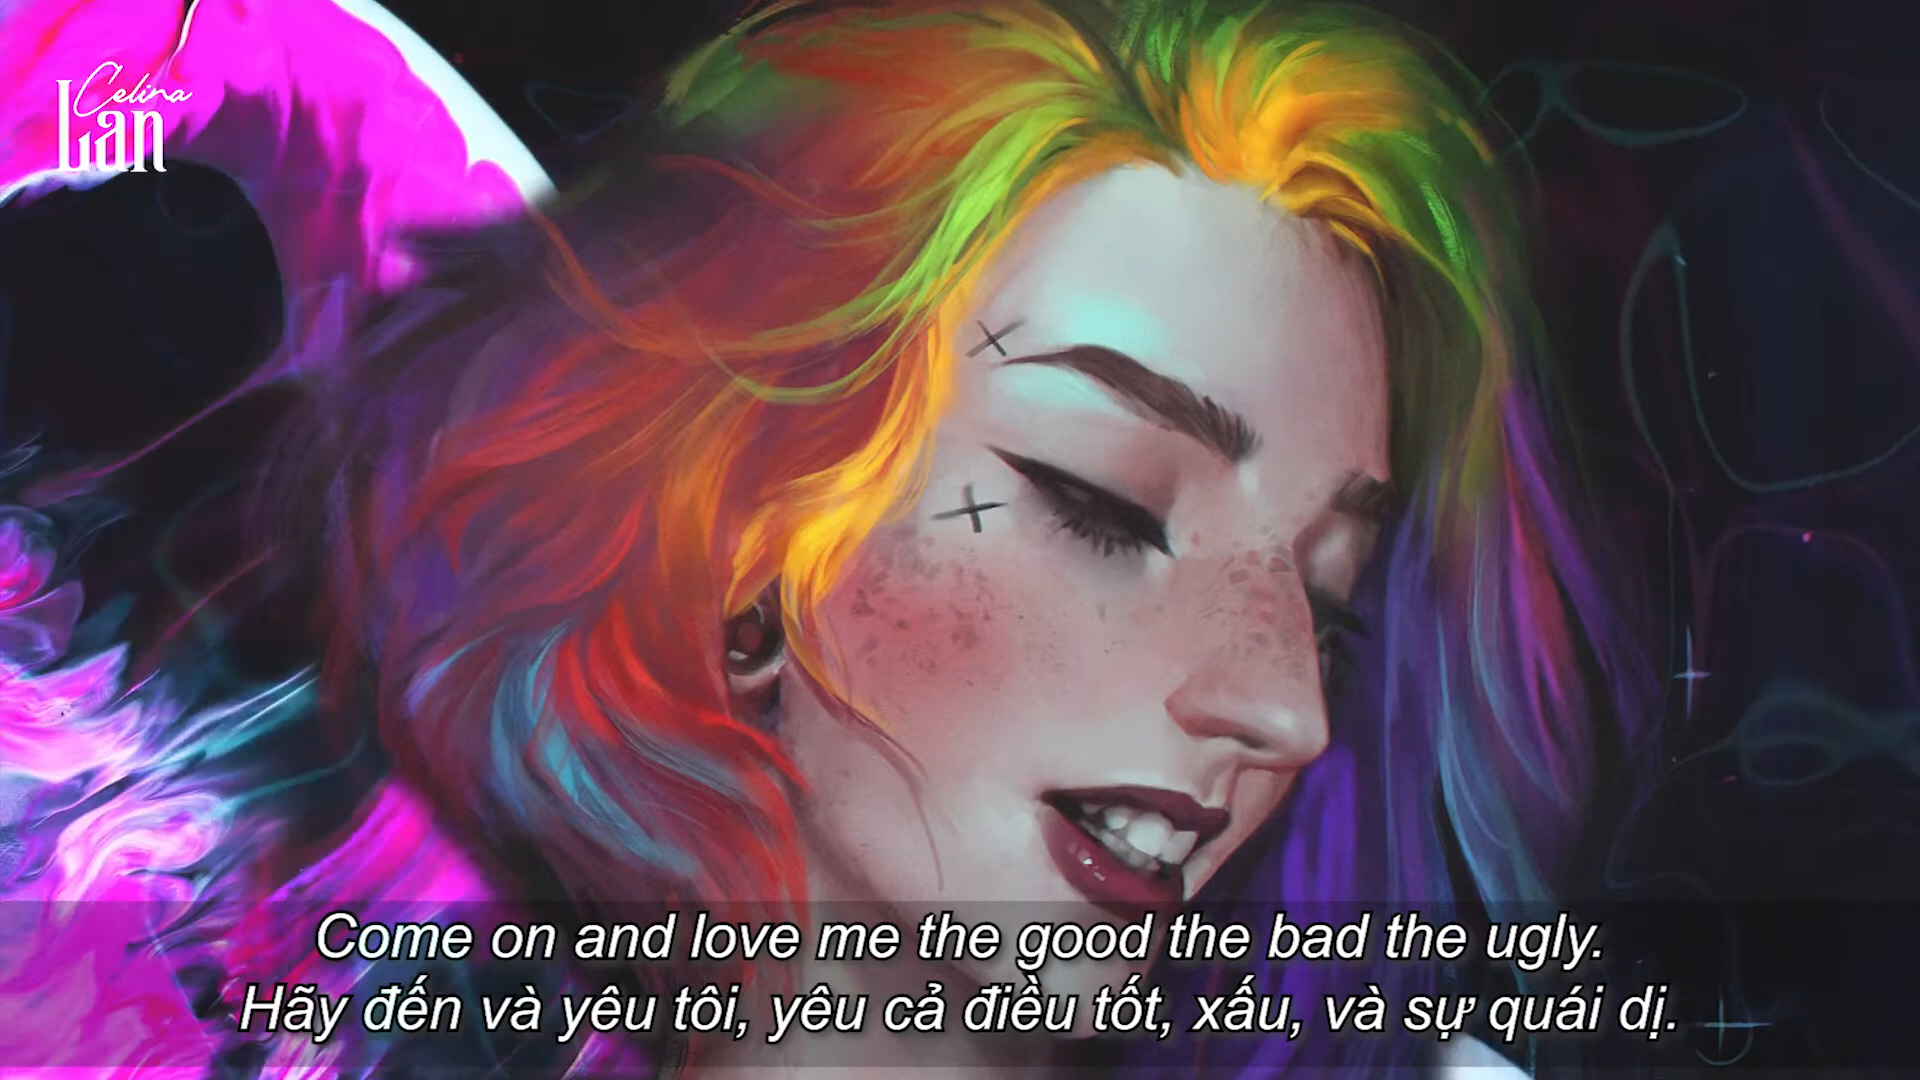 Celina
Lan
Come on and love me the good the bad the ugly.
Hãy đến và yêu tôi, yêu cả điều tốt, xấu, và sự quái dị.